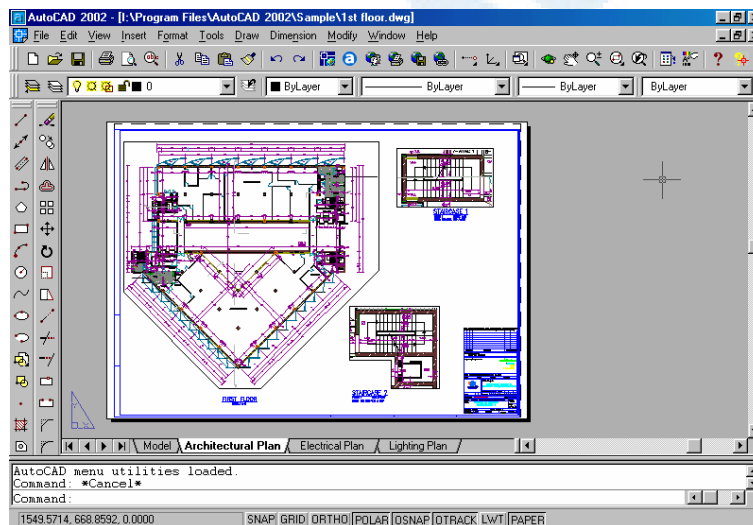 AutoCAD 2002 - [I:\Program Files\AutoCAD 2002\Sample\1st floor.dwg]
File Edit View Insert Format Tools Draw Dimension Modify Window Help
0 ByLayer ByLayer ByLayer ByLayer
STAIRCASE 1
FIRST FLOOR
STAIRCASE 2
Model Architectural Plan Electrical Plan Lighting Plan
AutoCAD menu utilities loaded.
Command: *Cancel*
Command:
1549.5714, 668.8592, 0.0000 SNAP GRID ORTHO POLAR OSNAP OTRACK LWT PAPER